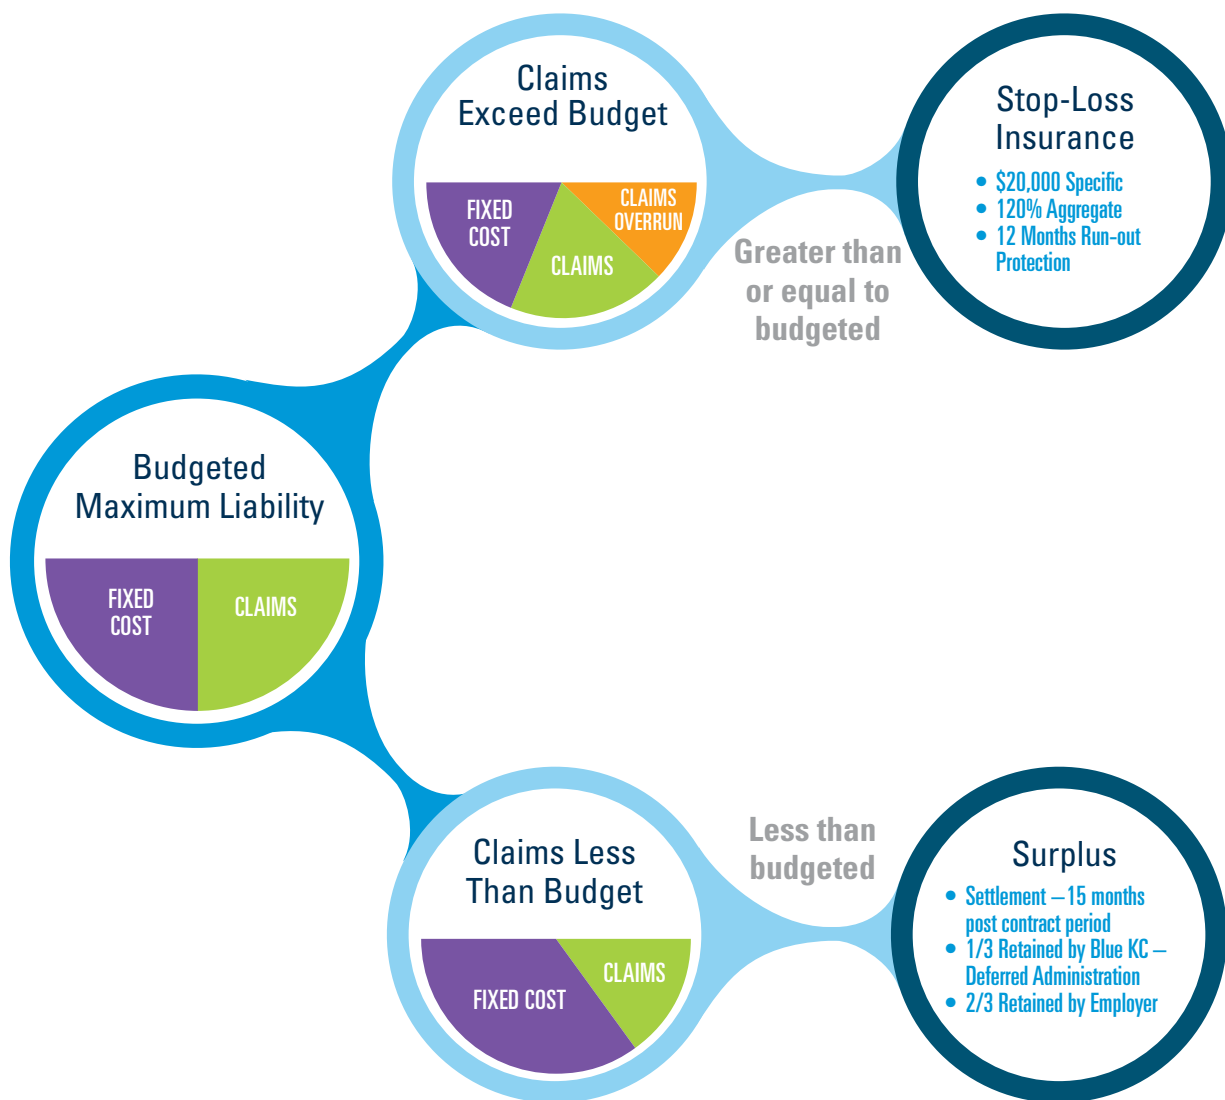 Claims
Exceed Budget
FIXED
COST
CLAIMS
CLAIMS
OVERRUN
Greater than
or equal to
budgeted
Stop-Loss
Insurance
• $20,000 Specific
• 120% Aggregate
• 12 Months Run-out
Protection
Budgeted
Maximum Liability
FIXED
COST
CLAIMS
Claims Less
Than Budget
FIXED COST
CLAIMS
Less than
budgeted
Surplus
• Settlement – 15 months
post contract period
• 1/3 Retained by Blue KC –
Deferred Administration
• 2/3 Retained by Employer